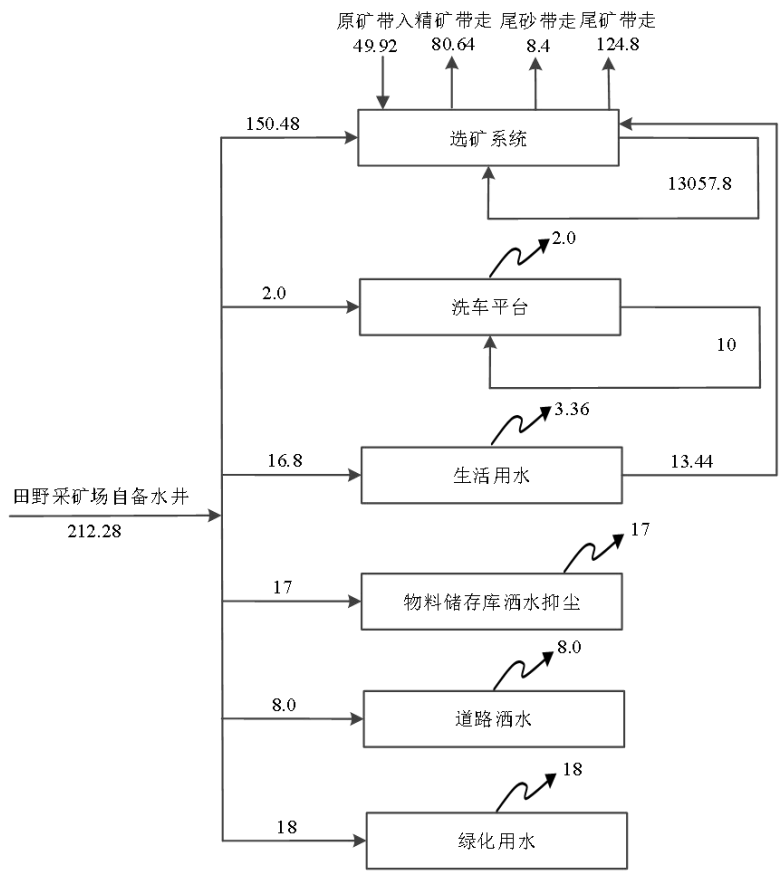 原矿带入精矿带走 尾砂带走 尾矿带走
49.92 80.64 8.4 124.8
150.48
选矿系统
13057.8
2.0
2.0
洗车平台
10
3.36
16.8
生活用水
13.44
田野采矿场自备水井
212.28
17
17
物料储存库洒水抑尘
8.0
8.0
道路洒水
18
18
绿化用水